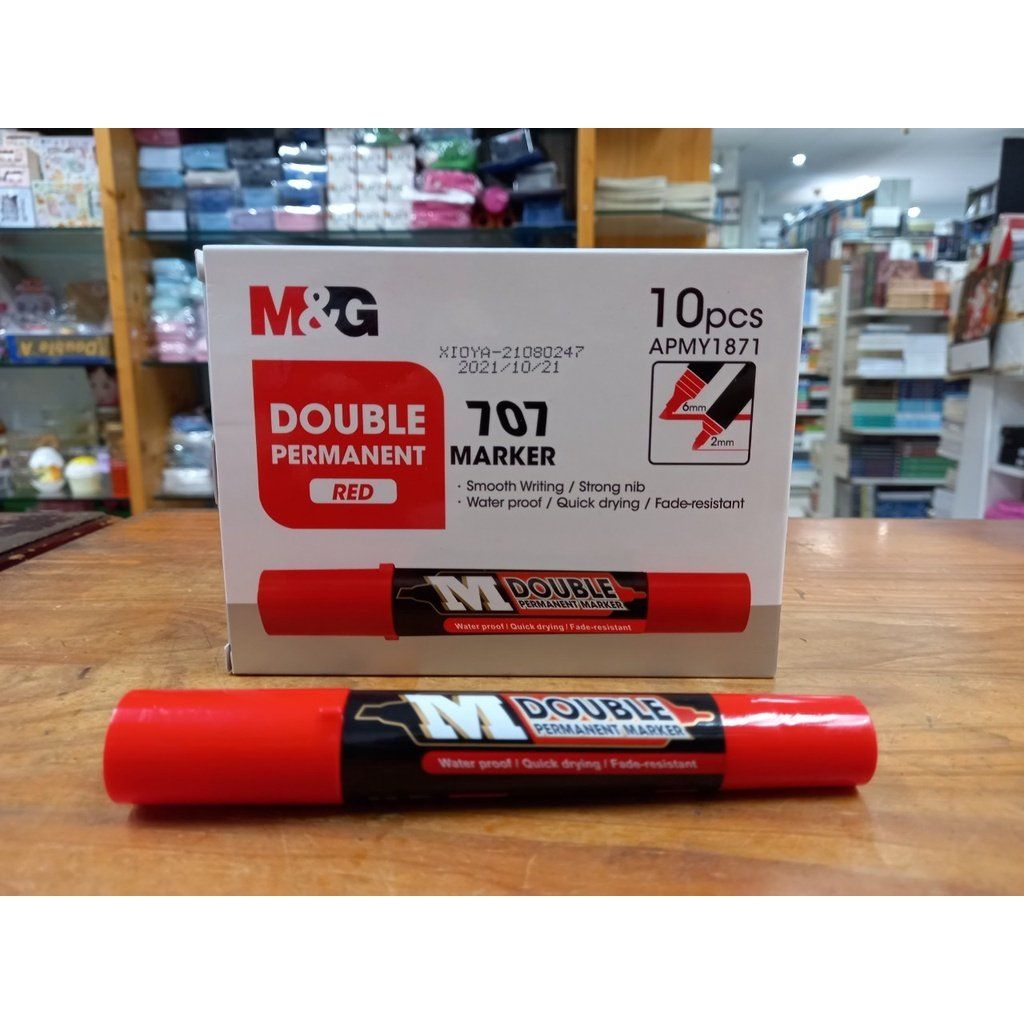 M&G
10pcs
APMY1871
XIOYA-21080247
2021/10/21
6mm
2mm
DOUBLE
PERMANENT
RED
707
MARKER
· Smooth Writing / Strong nib
· Water proof / Quick drying / Fade-resistant
M DOUBLE
PERMANENT MARKER
Water proof / Quick drying / Fade-resistant
M DOUBLE
PERMANENT MARKER
Water proof / Quick drying / Fade-resistant
Double A